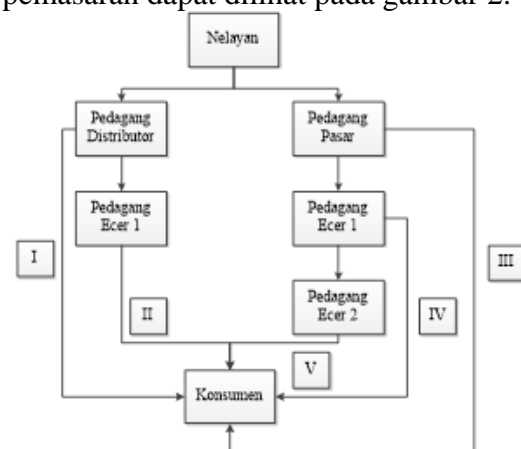 pemasaran dapat dilihat pada gambar 2.
Nelayan
Pedagang
Distributor
Pedagang
Pasar
Pedagang
Ecer 1
Pedagang
Ecer 1
I
III
Pedagang
Ecer 2
II
IV
V
Konsumen